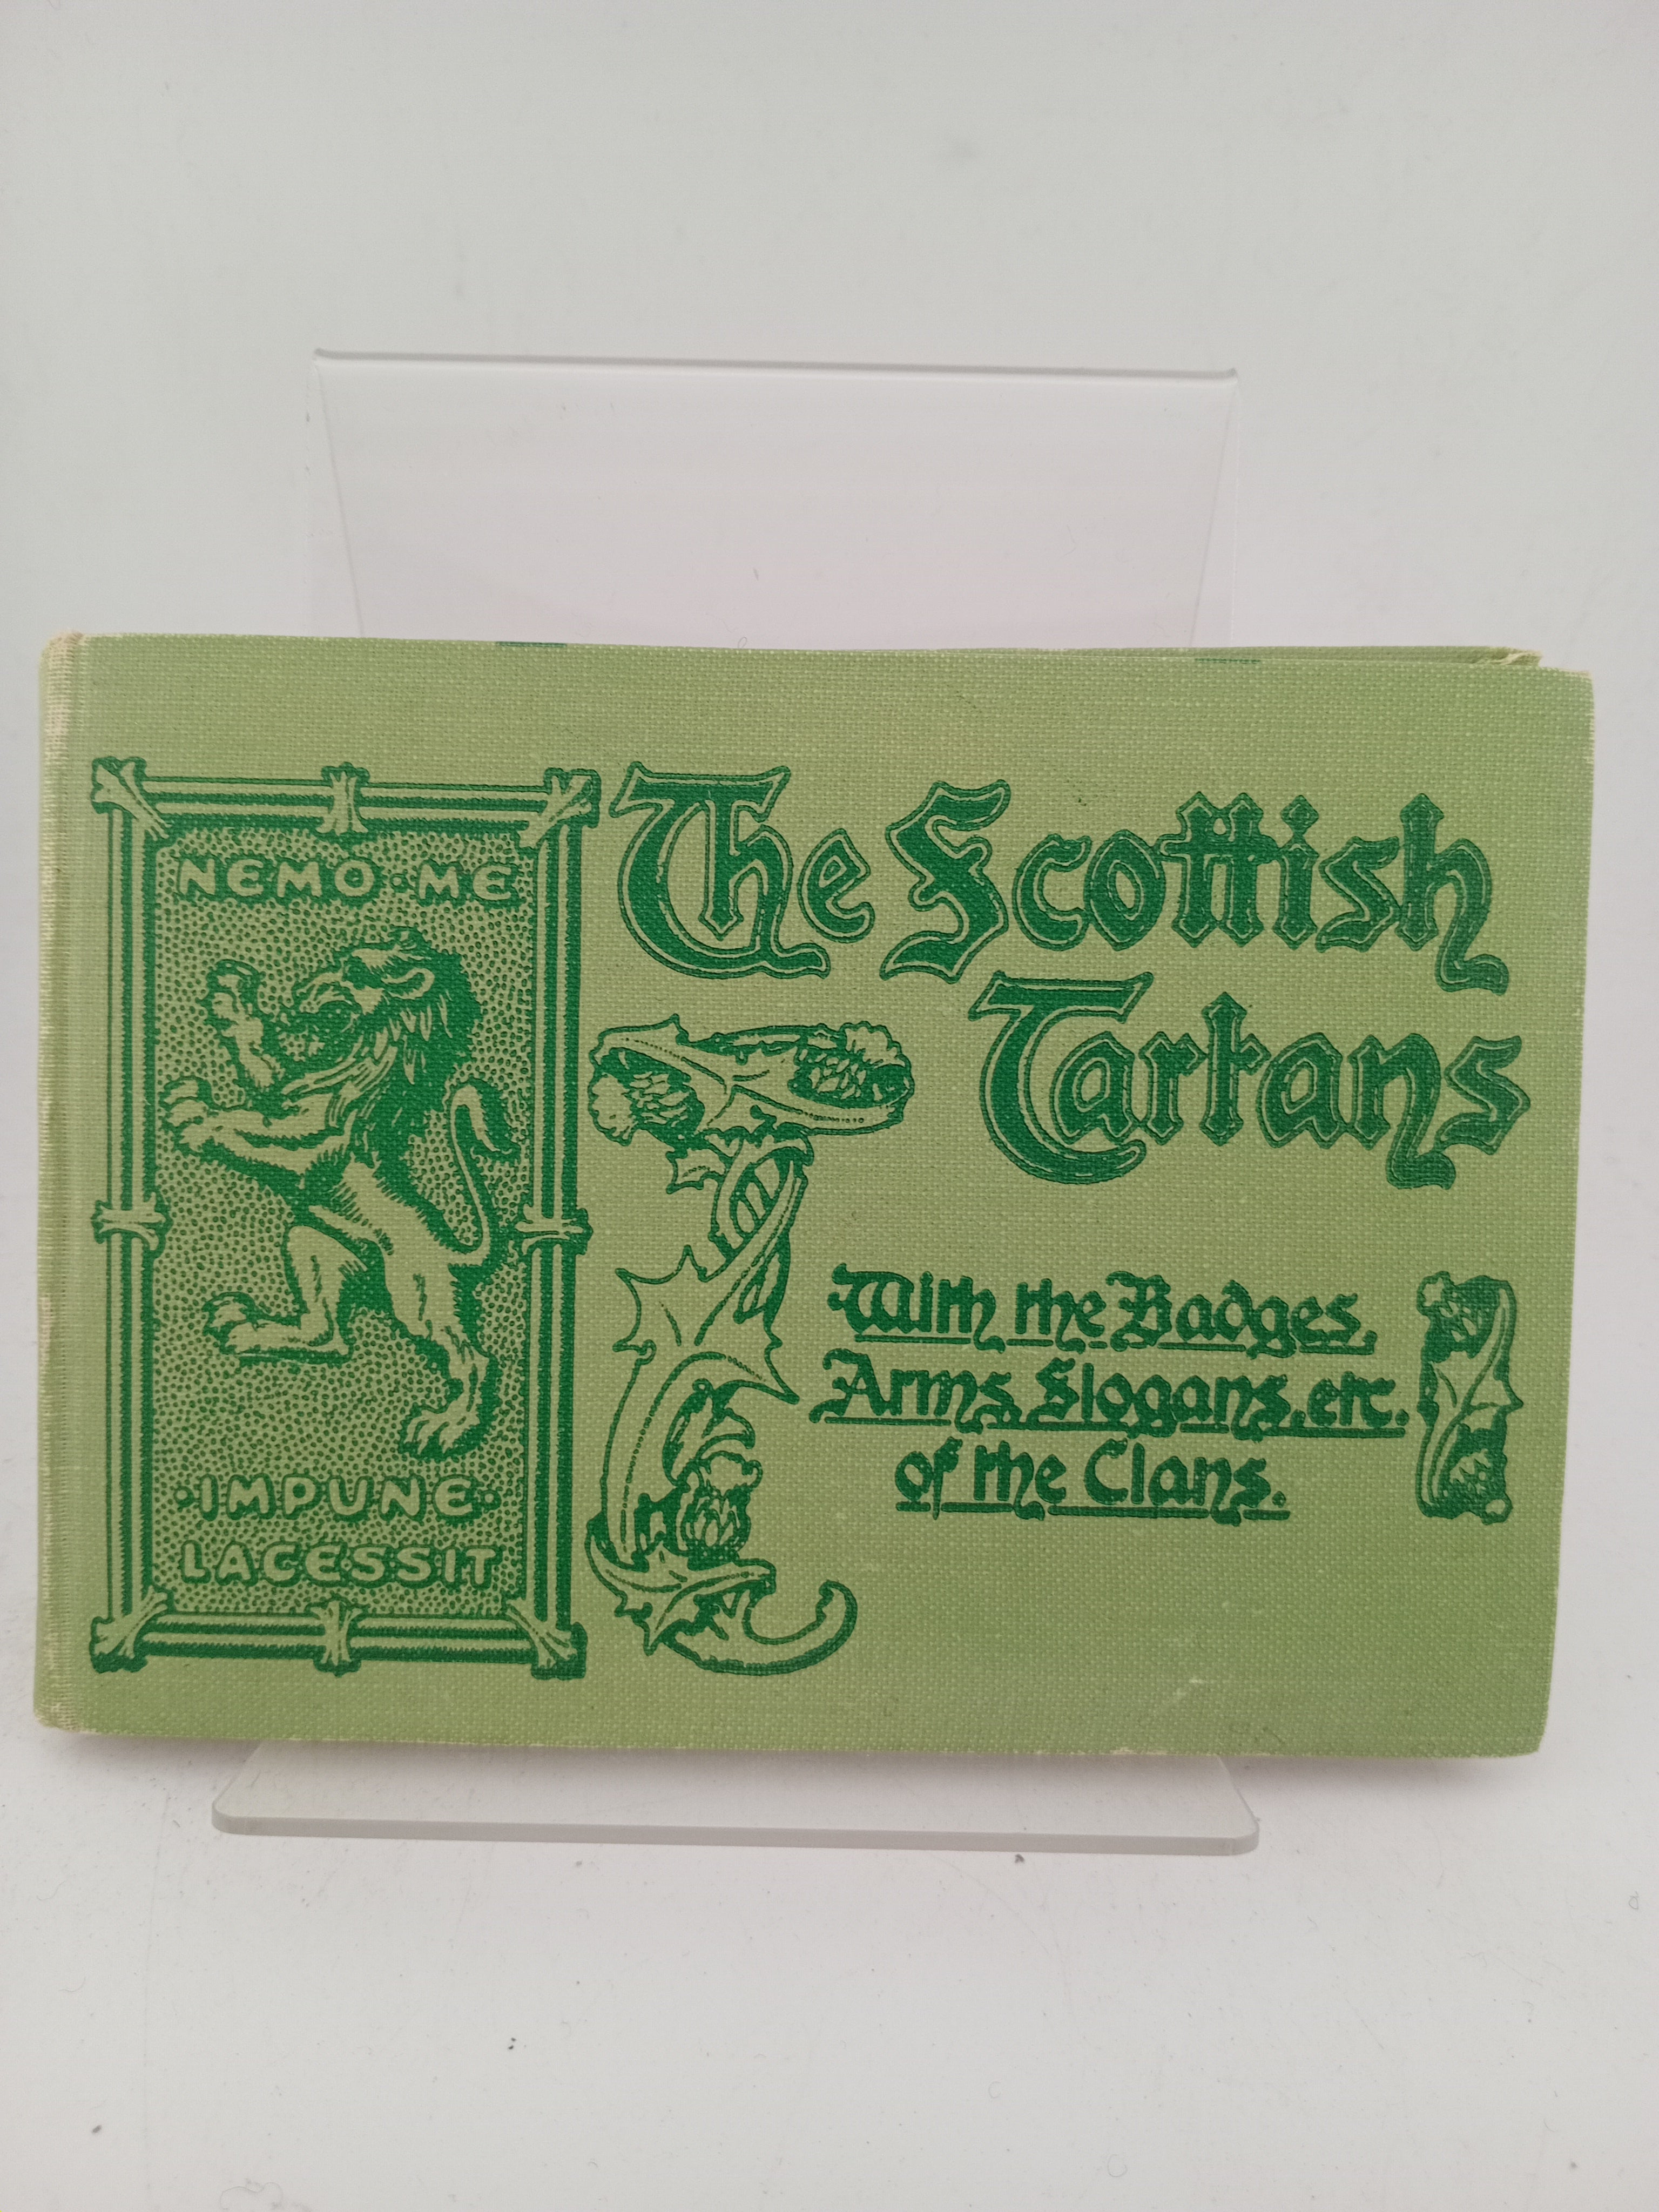 NEMO · ME
· IMPUNE ·
LACESSIT
The Scottish
Tartans
With the Badges,
Arms, Slogans, etc.
of the Clans.